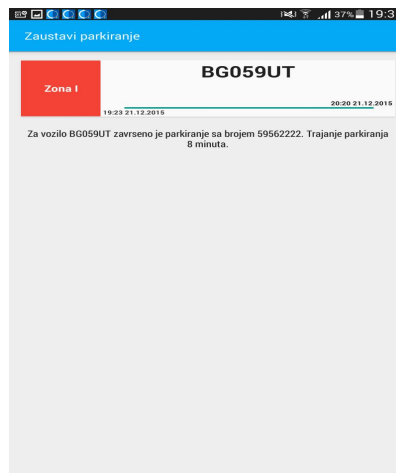 37% 19:3
Zaustavi parkiranje
BG059UT
Zona I
20:20 21.12.2015
19:23 21.12.2015
Za vozilo BG059UT zavrseno je parkiranje sa brojem 59562222. Trajanje parkiranja
8 minuta.